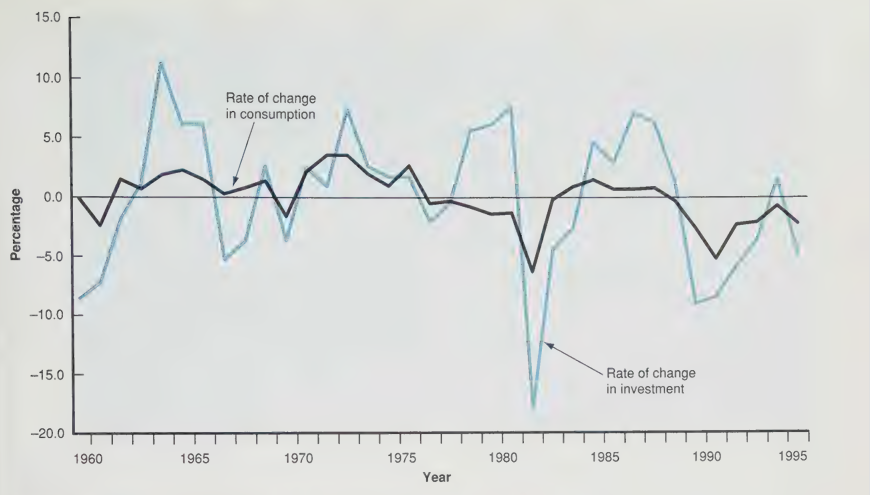 15.0
10.0
5.0
0.0
–5.0
–10.0
–15.0
–20.0
Percentage
Rate of change
in consumption
Rate of change
in investment
1960
1965
1970
1975
1980
1985
1990
1995
Year